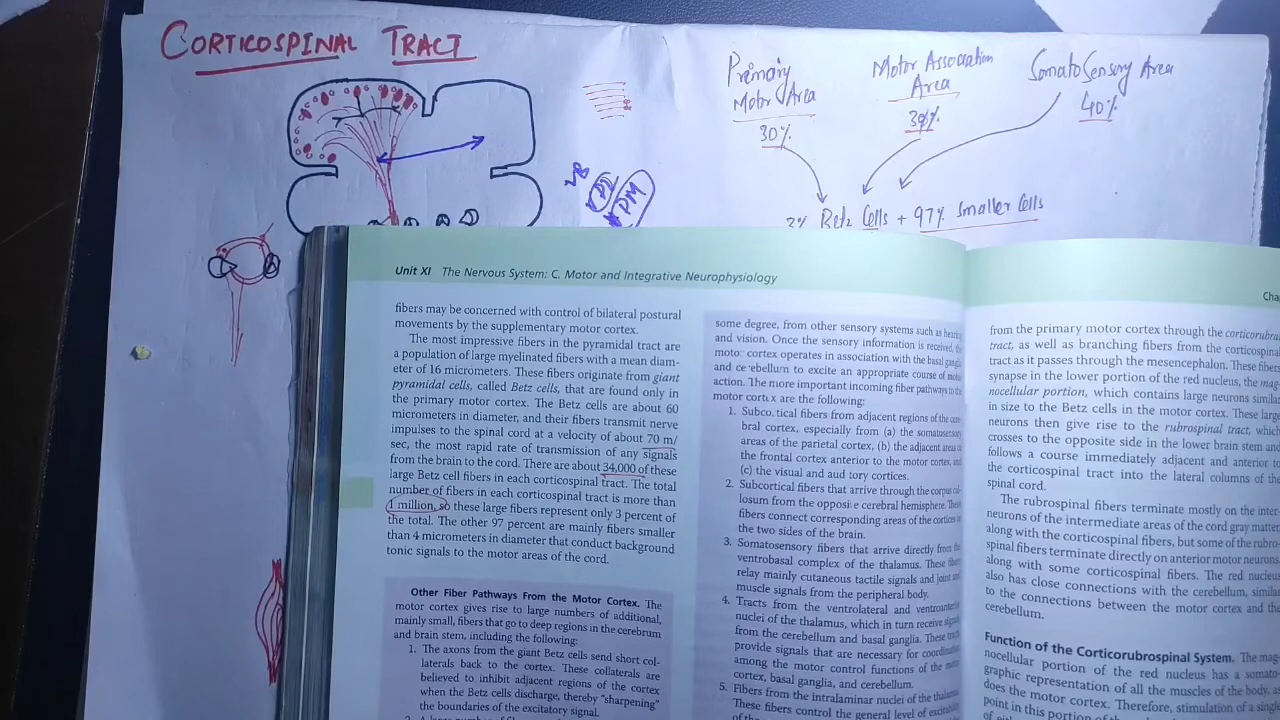 CORTICOSPINAL TRACT
Primary
Motor Area
30%
Motor Association
Area
30%
SomatoSensory Area
40%
3% Betz Cells + 97% Smaller Cells
Unit XI The Nervous System: C. Motor and Integrative Neurophysiology
fibers may be concerned with control of bilateral postural
movements by the supplementary motor cortex.
The most impressive fibers in the pyramidal tract are
a population of large myelinated fibers with a mean diam-
eter of 16 micrometers. These fibers originate from giant
pyramidal cells, called Betz cells, that are found only in
the primary motor cortex. The Betz cells are about 60
micrometers in diameter, and their fibers transmit nerve
impulses to the spinal cord at a velocity of about 70 m/
sec, the most rapid rate of transmission of any signals
from the brain to the cord. There are about 34,000 of these
large Betz cell fibers in each corticospinal tract. The total
number of fibers in each corticospinal tract is more than
1 million, so these large fibers represent only 3 percent of
the total. The other 97 percent are mainly fibers smaller
than 4 micrometers in diameter that conduct background
tonic signals to the motor areas of the cord.
Other Fiber Pathways From the Motor Cortex. The
motor cortex gives rise to large numbers of additional,
mainly small, fibers that go to deep regions in the cerebrum
and brain stem, including the following:
1. The axons from the giant Betz cells send short col-
laterals back to the cortex. These collaterals are
believed to inhibit adjacent regions of the cortex
when the Betz cells discharge, thereby "sharpening"
the boundaries of the excitatory signal.
some degree, from other sensory systems such as
and vision. Once the sensory information is received,
motor cortex operates in association with the basal
and cerebellum to excite an appropriate course of
action. The more important incoming fiber pathways to
motor cortex are the following:
1. Subcortical fibers from adjacent regions of the
bral cortex, especially from (a) the somatosensory
areas of the parietal cortex, (b) the adjacent areas
the frontal cortex anterior to the motor cortex, and
(c) the visual and auditory cortices.
2. Subcortical fibers that arrive through the corpus
losum from the opposite cerebral hemisphere. These
fibers connect corresponding areas of the cortices
the two sides of the brain.
3. Somatosensory fibers that arrive directly from the
ventrobasal complex of the thalamus. These
relay mainly cutaneous tactile signals and joint
muscle signals from the peripheral body.
4. Tracts from the ventrolateral and
nuclei of the thalamus, which in turn receive
from the cerebellum and basal ganglia. These
provide signals that are necessary for
among the motor control functions of the
cortex, basal ganglia, and cerebellum.
5. Fibers from the intralaminar nuclei of the
These fibers control the general level of
Cha
from the primary motor cortex through the
tract, as well as branching fibers from the corticospinal
tract as it passes through the mesencephalon. These fibers
synapse in the lower portion of the red nucleus, the mag-
nocellular portion, which contains large neurons similar
in size to the Betz cells in the motor cortex. These large
neurons then give rise to the rubrospinal tract, which
crosses to the opposite side in the lower brain stem and
follows a course immediately adjacent and anterior to
the corticospinal tract into the lateral columns of the
spinal cord.
The rubrospinal fibers terminate mostly on the inter-
neurons of the intermediate areas of the cord gray matter,
along with the corticospinal fibers, but some of the rubro-
spinal fibers terminate directly on anterior motor neurons,
along with some corticospinal fibers. The red nucleus
also has close connections with the cerebellum, similar
to the connections between the motor cortex and the
cerebellum.
Function of the Corticorubrospinal System. The mag-
nocellular portion of the red nucleus has a somato-
graphic representation of all the muscles of the body, as
does the motor cortex. Therefore, stimulation of a single
point in this portion